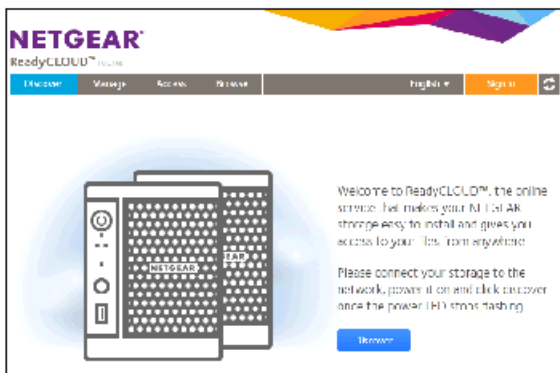 NETGEAR®
ReadyCLOUD™
Discover Manage Access Browse English ▾ Sign In
NETGEAR
GEAR
Welcome to ReadyCLOUD™, the online
service that makes your NETGEAR
storage easy to install and gives you
access to your files from anywhere
Please connect your storage to the
network, power it on and click discover
once the power LED stops flashing
Discover